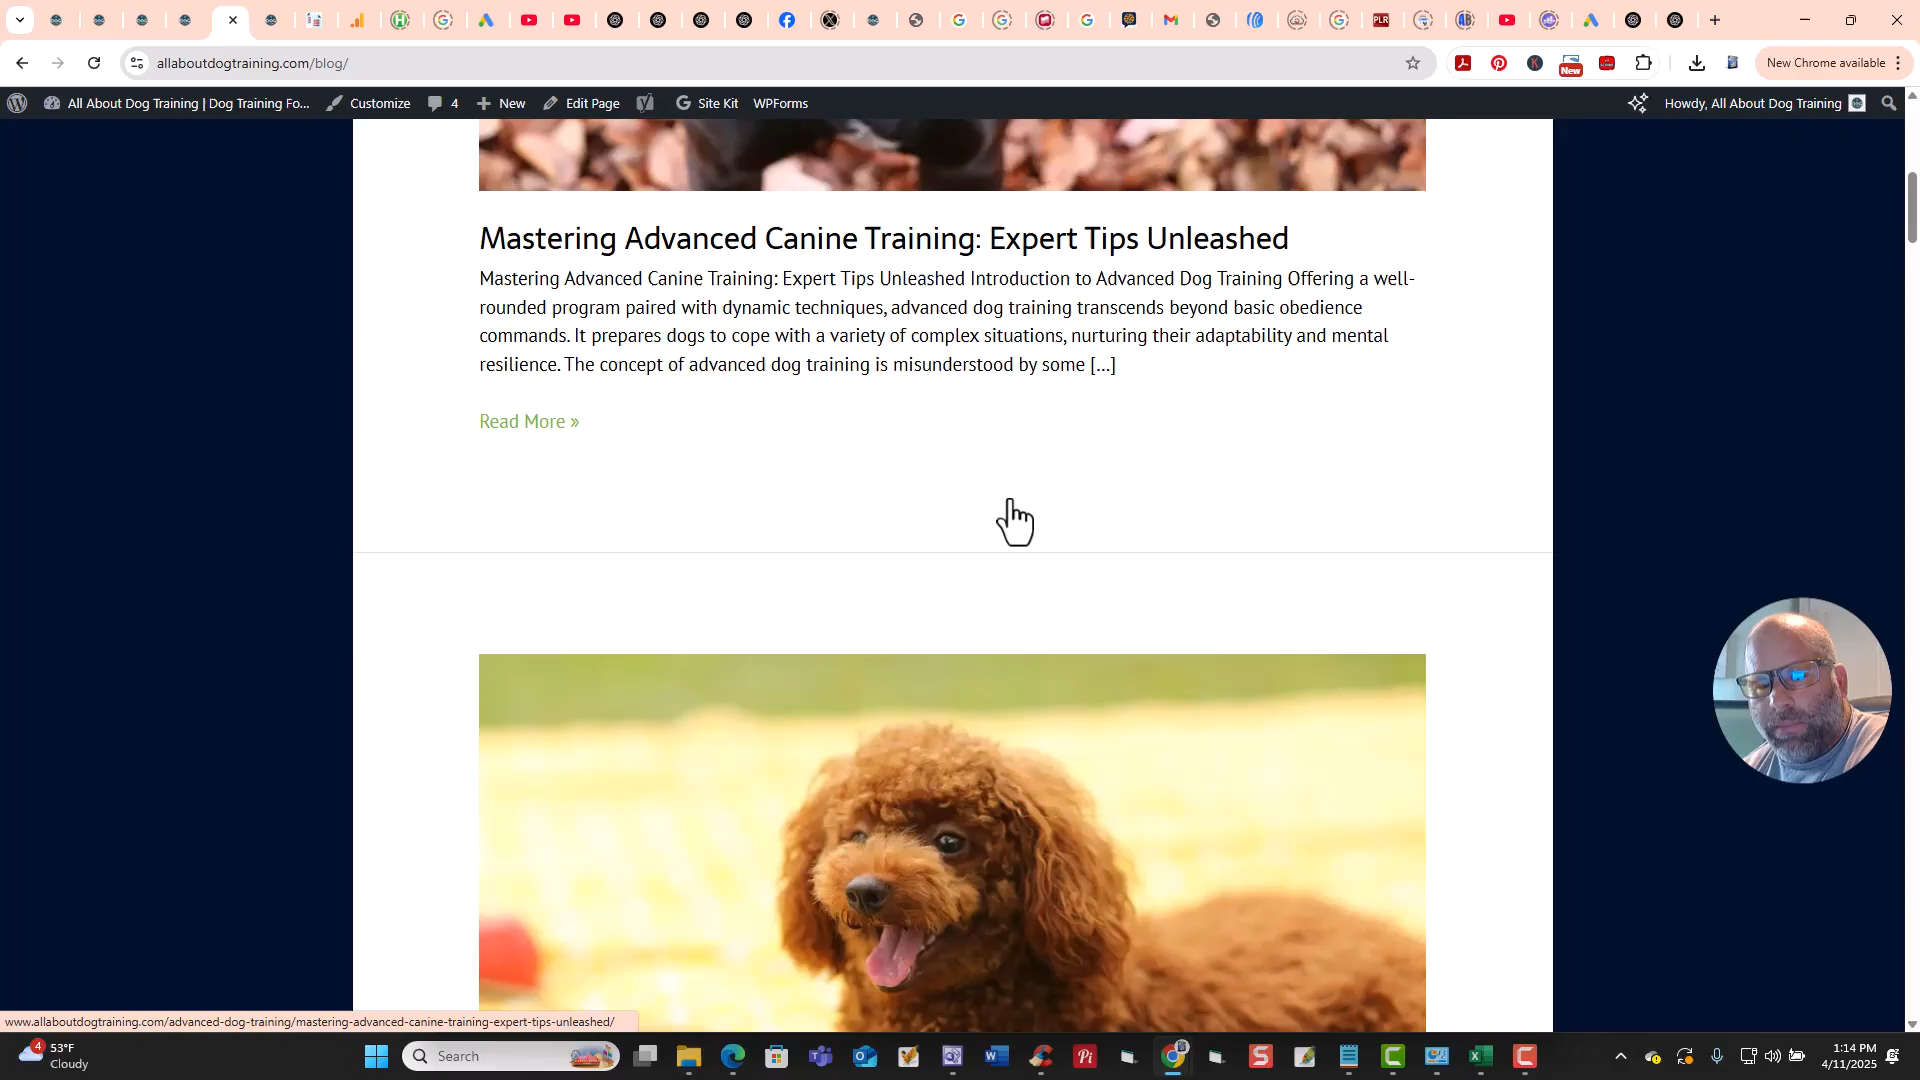 allaboutdogtraining.com/blog/
New
New Chrome available
All About Dog Training | Dog Training Fo...
Customize
4
New
Edit Page
Site Kit
WPForms
Howdy, All About Dog Training
Mastering Advanced Canine Training: Expert Tips Unleashed
Mastering Advanced Canine Training: Expert Tips Unleashed Introduction to Advanced Dog Training Offering a well-
rounded program paired with dynamic techniques, advanced dog training transcends beyond basic obedience
commands. It prepares dogs to cope with a variety of complex situations, nurturing their adaptability and mental
resilience. The concept of advanced dog training is misunderstood by some [...]
Read More »
www.allaboutdogtraining.com/advanced-dog-training/mastering-advanced-canine-training-expert-tips-unleashed/
4
53°F
Cloudy
Search
1:14 PM
4/11/2025